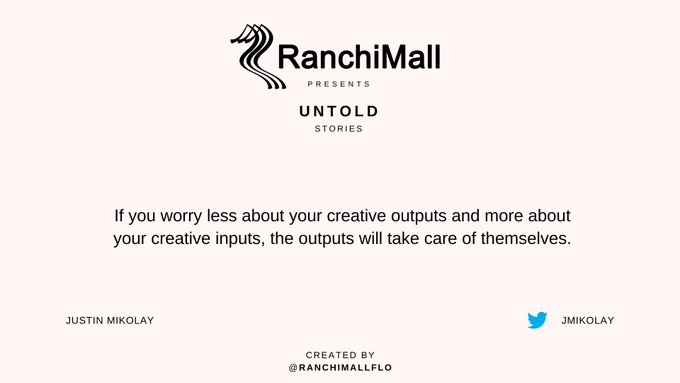 RanchiMall
PRESENTS
UNTOLD
STORIES
If you worry less about your creative outputs and more about
your creative inputs, the outputs will take care of themselves.
JUSTIN MIKOLAY
JMIKOLAY
CREATED BY
@RANCHIMALLFLO